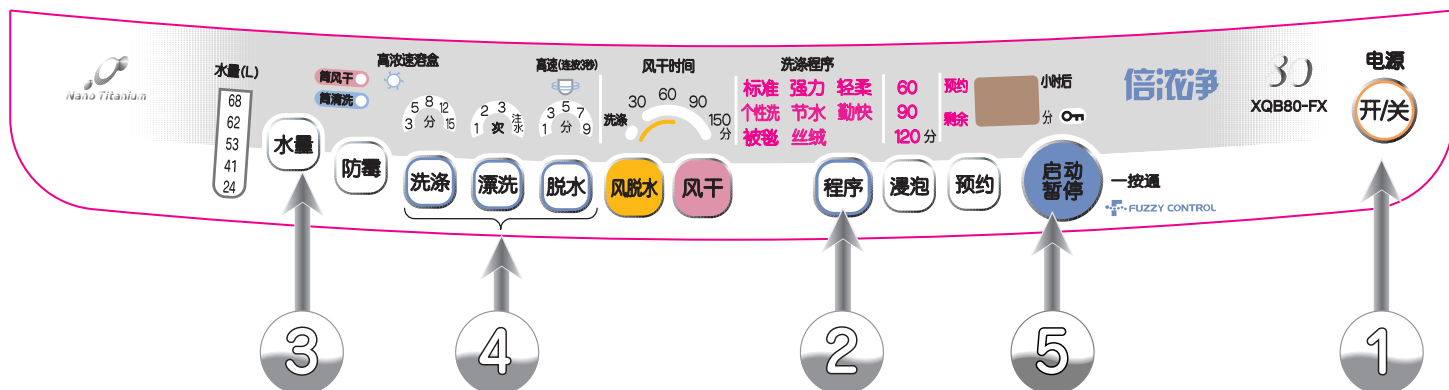 Nano Titanium
水量(L)
68
62
53
41
24
筒风干
筒清洗
水量
防霉
高浓速溶盒
3 5 8 12 15
分
1 2 3 注水
次
高速(连按3秒)
1 3 5 7 9
分
洗涤
漂洗
脱水
风干时间
洗涤 30 60 90 150
分
风脱水
风干
洗涤程序
标准 强力 轻柔
个性洗 节水 勤快
被毯 丝绒
60
90
120 分
预约
剩余
小时后
分
程序
浸泡
预约
启动
暂停
一按通
FUZZY CONTROL
倍浓净
80
XQB80-FX
电源
开/关
3
4
2
5
1